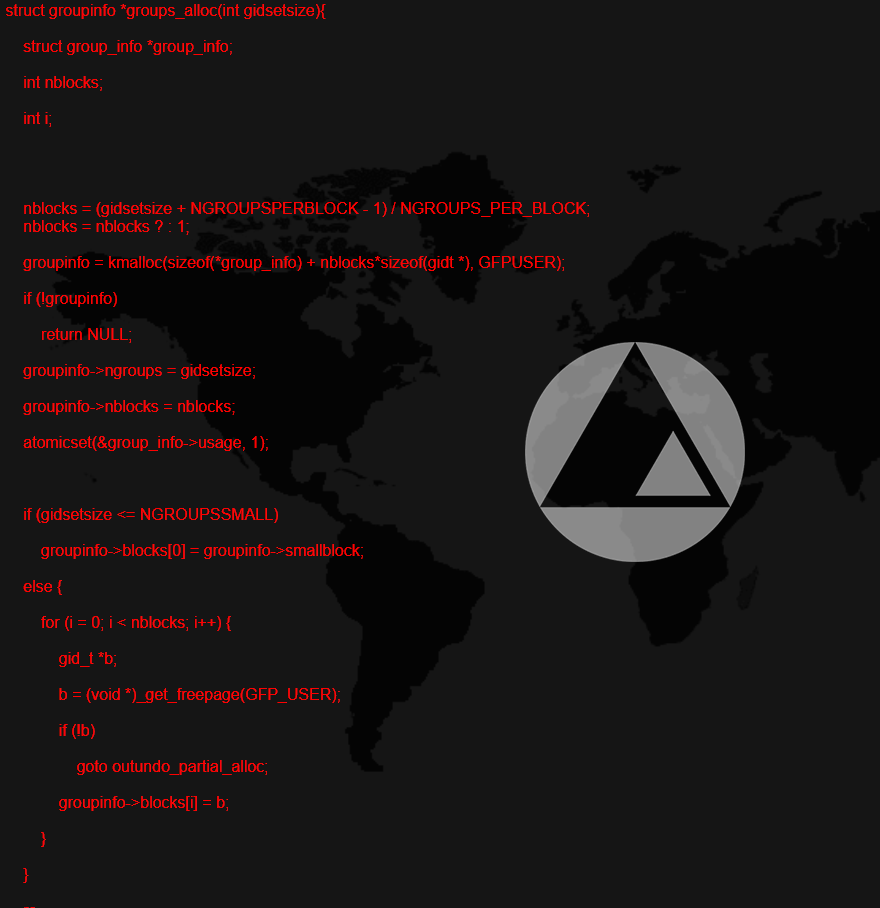 struct groupinfo *groups_alloc(int gidsetsize){
struct group_info *group_info;
int nblocks;
int i;
nblocks = (gidsetsize + NGROUPSPERBLOCK - 1) / NGROUPS_PER_BLOCK;
nblocks = nblocks ? : 1;
groupinfo = kmalloc(sizeof(*group_info) + nblocks*sizeof(gidt *), GFPUSER);
if (!groupinfo)
return NULL;
groupinfo->ngroups = gidsetsize;
groupinfo->nblocks = nblocks;
atomicset(&group_info->usage, 1);
if (gidsetsize <= NGROUPSSMALL)
groupinfo->blocks[0] = groupinfo->smallblock;
else {
for (i = 0; i < nblocks; i++) {
gid_t *b;
b = (void *)_get_freepage(GFP_USER);
if (!b)
goto outundo_partial_alloc;
groupinfo->blocks[i] = b;
}
}